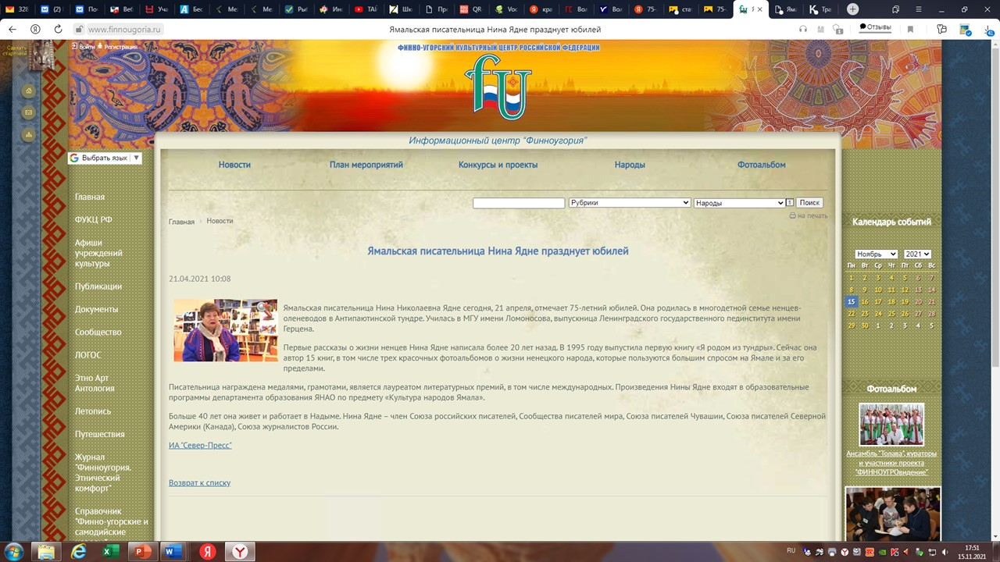 328
(2)
Уча
Бес
Мес
Ме
Ры
Ин
TAЙ
Шк
Про
QR
Voc
кра
Гла
Вс
Вол
75-
ста
75-
Я
Яма
Тра
www.finnougoria.ru
Ямальская писательница Нина Ядне празднует юбилей
Отзывы
41
Сделать
стартовой
Войти
Регистрация
ФИННО-УГОРСКИЙ КУЛЬТУРНЫЙ ЦЕНТР РОССИЙСКОЙ ФЕДЕРАЦИИ
fU
Информационный центр "Финноугория"
Выбрать язык
Новости
План мероприятий
Конкурсы и проекты
Народы
Фотоальбом
Рубрики
Народы
Поиск
на печать
Главная
ФУКЦ РФ
Афиши
учреждений
культуры
Публикации
Документы
Сообщество
ЛОГОС
Этно Арт
Антология
Летопись
Путешествия
Журнал
"Финноугория.
Этнический
комфорт"
Справочник
"Финно-угорские и
самодийские
Главная › Новости
Ямальская писательница Нина Ядне празднует юбилей
21.04.2021 10:08
Ямальская писательница Нина Николаевна Ядне сегодня, 21 апреля, отмечает 75-летний юбилей. Она родилась в многодетной семье ненцев-
оленеводов в Антипаютинской тундре. Училась в МГУ имени Ломоносова, выпускница Ленинградского государственного пединститута имени
Герцена.
Первые рассказы о жизни ненцев Нина Ядне написала более 20 лет назад. В 1995 году выпустила первую книгу «Я родом из тундры». Сейчас она
автор 15 книг, в том числе трех красочных фотоальбомов о жизни ненецкого народа, которые пользуются большим спросом на Ямале и за его
пределами.
Писательница награждена медалями, грамотами, является лауреатом литературных премий, в том числе международных. Произведения Нины Ядне входят в образовательные
программы департамента образования ЯНАО по предмету «Культура народов Ямала».
Больше 40 лет она живет и работает в Надыме. Нина Ядне – член Союза российских писателей, Сообщества писателей мира, Союза писателей Чувашии, Союза писателей Северной
Америки (Канада), Союза журналистов России.
ИА "Север-Пресс"
Возврат к списку
Календарь событий
Ноябрь 2021
Пн Вт Ср Чт Пт Сб Вс
1 2 3 4 5 6 7
8 9 10 11 12 13 14
15 16 17 18 19 20 21
22 23 24 25 26 27 28
29 30 1 2 3 4 5
Фотоальбом
Ансамбль "Толава", кураторы
и участники проекта
"ФИННОУГРОвидение"
RU
17:51
15.11.2021